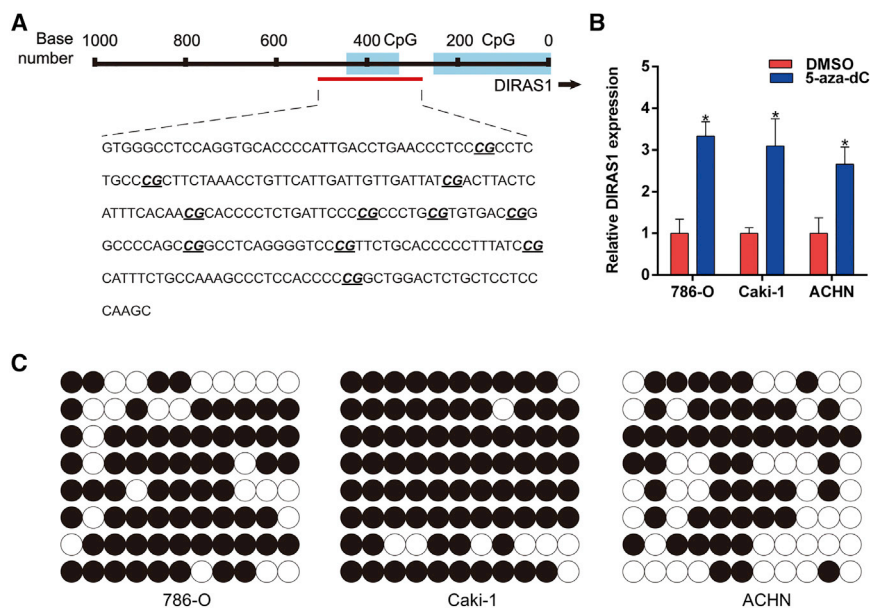 A
Base number
1000 800 600 400 CpG 200 CpG 0
DIRAS1
GTGGGCCTCCAGGTGCACCCCATTGACCTGAACCCTCCCGCCTC
TGCCCGCTTCTAAACCTGTTCATTGATTGTTGATTATCGACTTACTC
ATTTCACAACGCACCCCTCTGATTCCCCGCCCTGCGTGTGACCGG
GCCCCAGCCGGCCTCAGGGGTCCCGTTCTGCACCCCCTTTATCCG
CATTTCTGCCAAAGCCCTCCACCCCCGGCTGGACTCTGCTCCTCC
CAAGC
B
Relative DIRAS1 expression
5
4
3
2
1
0
DMSO
5-aza-dC
*
*
*
786-O Caki-1 ACHN
C
786-O Caki-1 ACHN